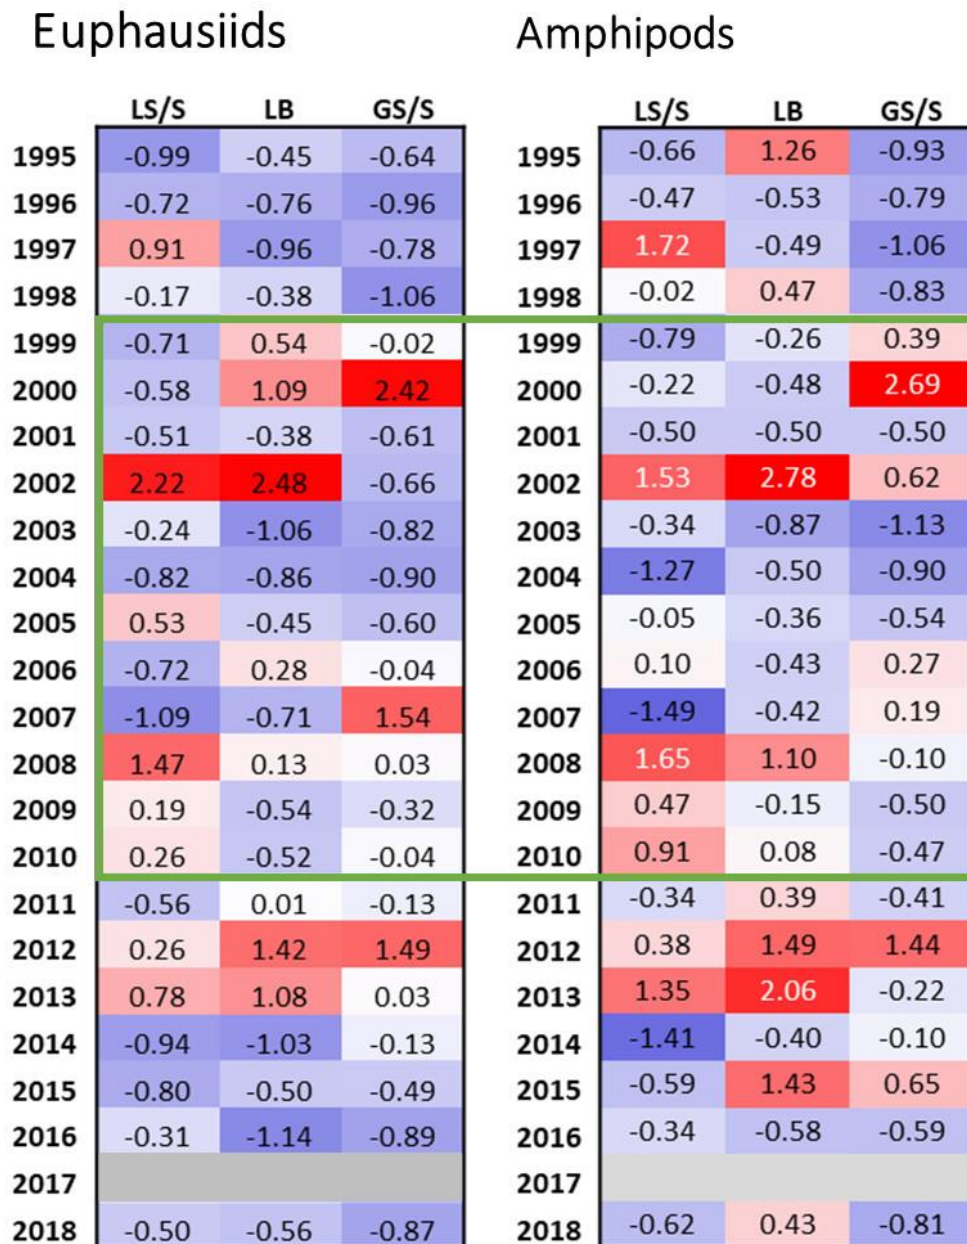 Euphausiids Amphipods
LS/S LB GS/S LS/S LB GS/S
1995 -0.99 -0.45 -0.64 1995 -0.66 1.26 -0.93
1996 -0.72 -0.76 -0.96 1996 -0.47 -0.53 -0.79
1997 0.91 -0.96 -0.78 1997 1.72 -0.49 -1.06
1998 -0.17 -0.38 -1.06 1998 -0.02 0.47 -0.83
1999 -0.71 0.54 -0.02 1999 -0.79 -0.26 0.39
2000 -0.58 1.09 2.42 2000 -0.22 -0.48 2.69
2001 -0.51 -0.38 -0.61 2001 -0.50 -0.50 -0.50
2002 2.22 2.48 -0.66 2002 1.53 2.78 0.62
2003 -0.24 -1.06 -0.82 2003 -0.34 -0.87 -1.13
2004 -0.82 -0.86 -0.90 2004 -1.27 -0.50 -0.90
2005 0.53 -0.45 -0.60 2005 -0.05 -0.36 -0.54
2006 -0.72 0.28 -0.04 2006 0.10 -0.43 0.27
2007 -1.09 -0.71 1.54 2007 -1.49 -0.42 0.19
2008 1.47 0.13 0.03 2008 1.65 1.10 -0.10
2009 0.19 -0.54 -0.32 2009 0.47 -0.15 -0.50
2010 0.26 -0.52 -0.04 2010 0.91 0.08 -0.47
2011 -0.56 0.01 -0.13 2011 -0.34 0.39 -0.41
2012 0.26 1.42 1.49 2012 0.38 1.49 1.44
2013 0.78 1.08 0.03 2013 1.35 2.06 -0.22
2014 -0.94 -1.03 -0.13 2014 -1.41 -0.40 -0.10
2015 -0.80 -0.50 -0.49 2015 -0.59 1.43 0.65
2016 -0.31 -1.14 -0.89 2016 -0.34 -0.58 -0.59
2017 2017
2018 -0.50 -0.56 -0.87 2018 -0.62 0.43 -0.81